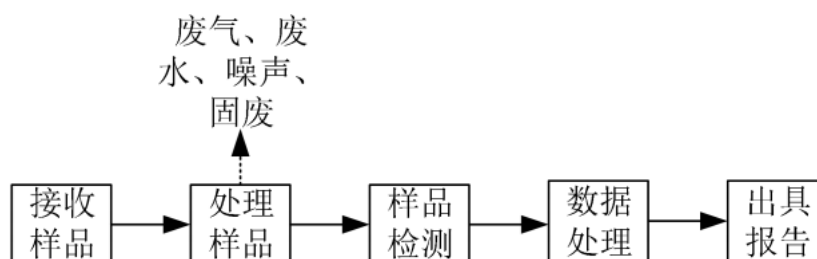 废气、废
水、噪声、
固废
接收
样品
处理
样品
样品
检测
数据
处理
出具
报告